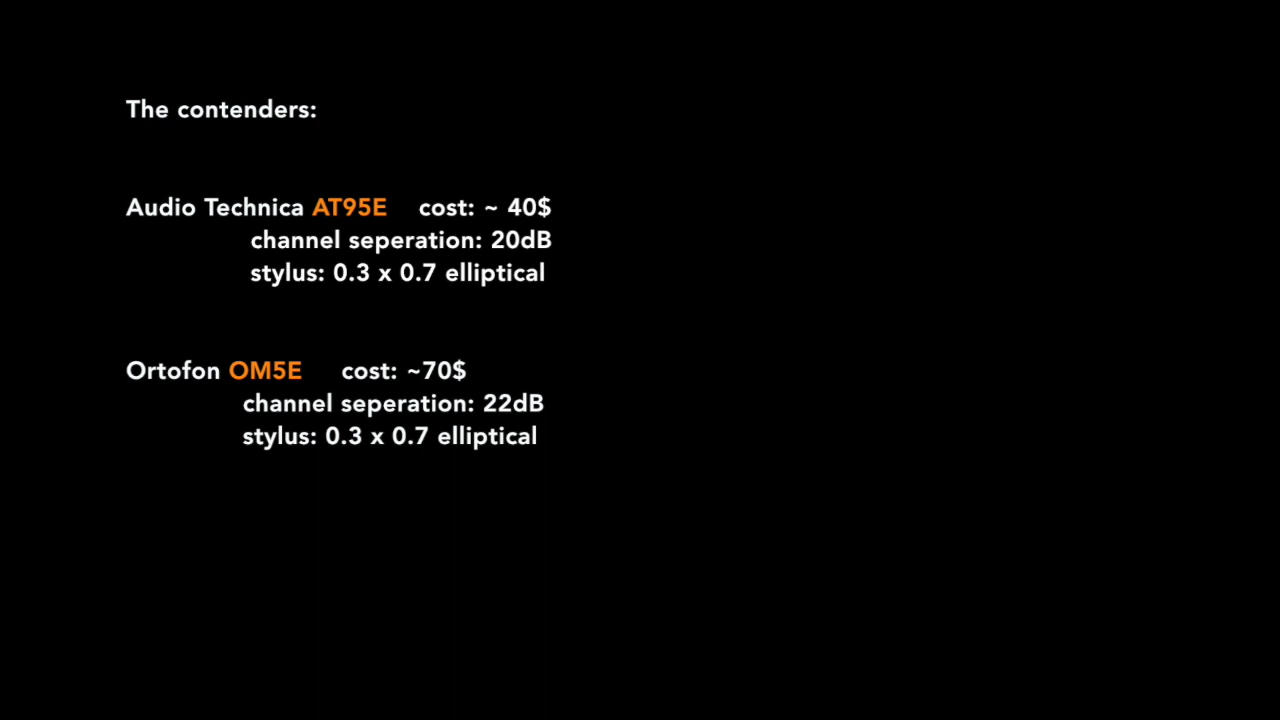 The contenders:
Audio Technica AT95E cost: ~ 40$
channel seperation: 20dB
stylus: 0.3 x 0.7 elliptical
Ortofon OM5E cost: ~70$
channel seperation: 22dB
stylus: 0.3 x 0.7 elliptical